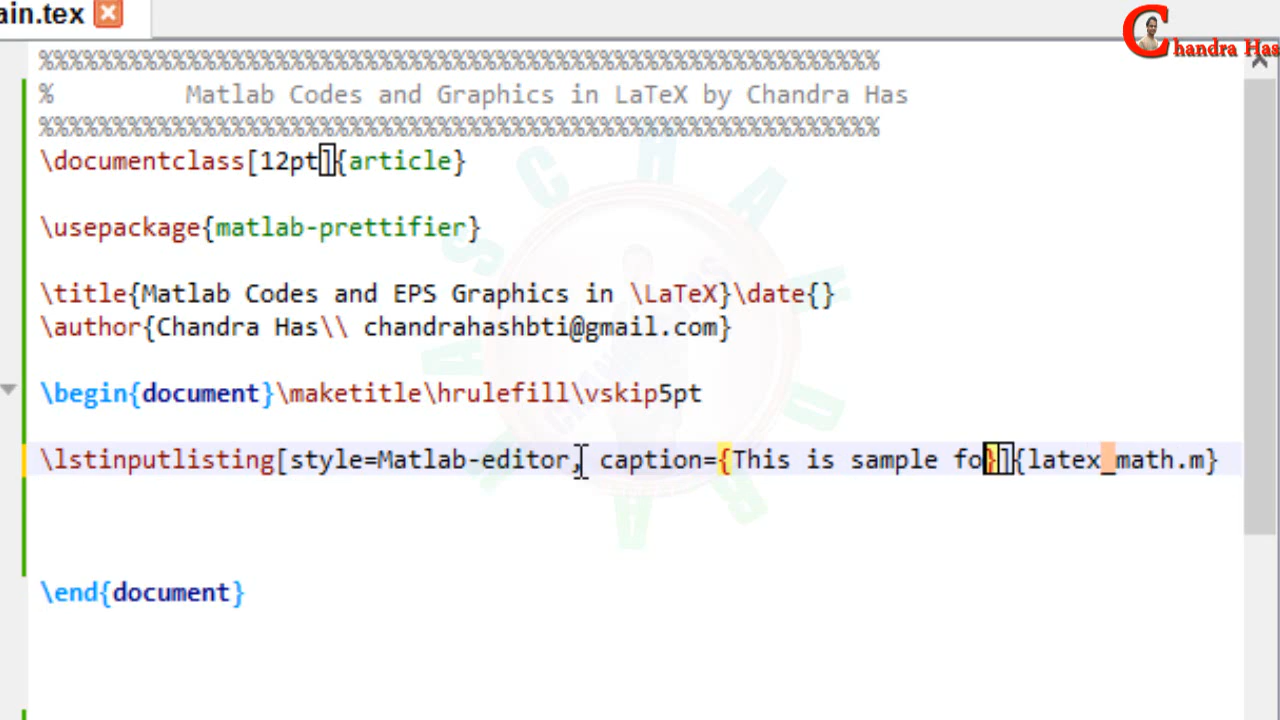 ain.tex
Chandra Has
%%%%%%%%%%%%%%%%%%%%%%%%%%%%%%%%%%%%%%%%%%%%%%%%%%%%%%%%%
% Matlab Codes and Graphics in LaTeX by Chandra Has
%%%%%%%%%%%%%%%%%%%%%%%%%%%%%%%%%%%%%%%%%%%%%%%%%%%%%%%%%
\documentclass[12pt]{article}
\usepackage{matlab-prettifier}
\title{Matlab Codes and EPS Graphics in \LaTeX}\date{}
\author{Chandra Has\\ chandrahashbti@gmail.com}
\begin{document}\maketitle\hrulefill\vskip5pt
\lstinputlisting[style=Matlab-editor, caption={This is sample fo}]{latex_math.m}
\end{document}